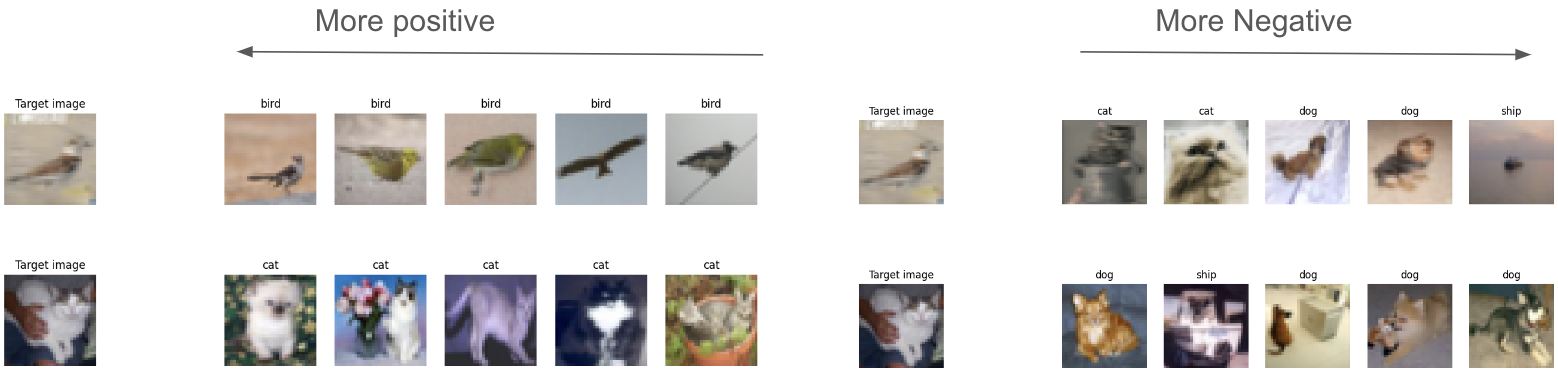 More positive
More Negative
Target image bird bird bird bird bird
Target image cat cat dog dog ship
Target image cat cat cat cat cat
Target image dog ship dog dog dog